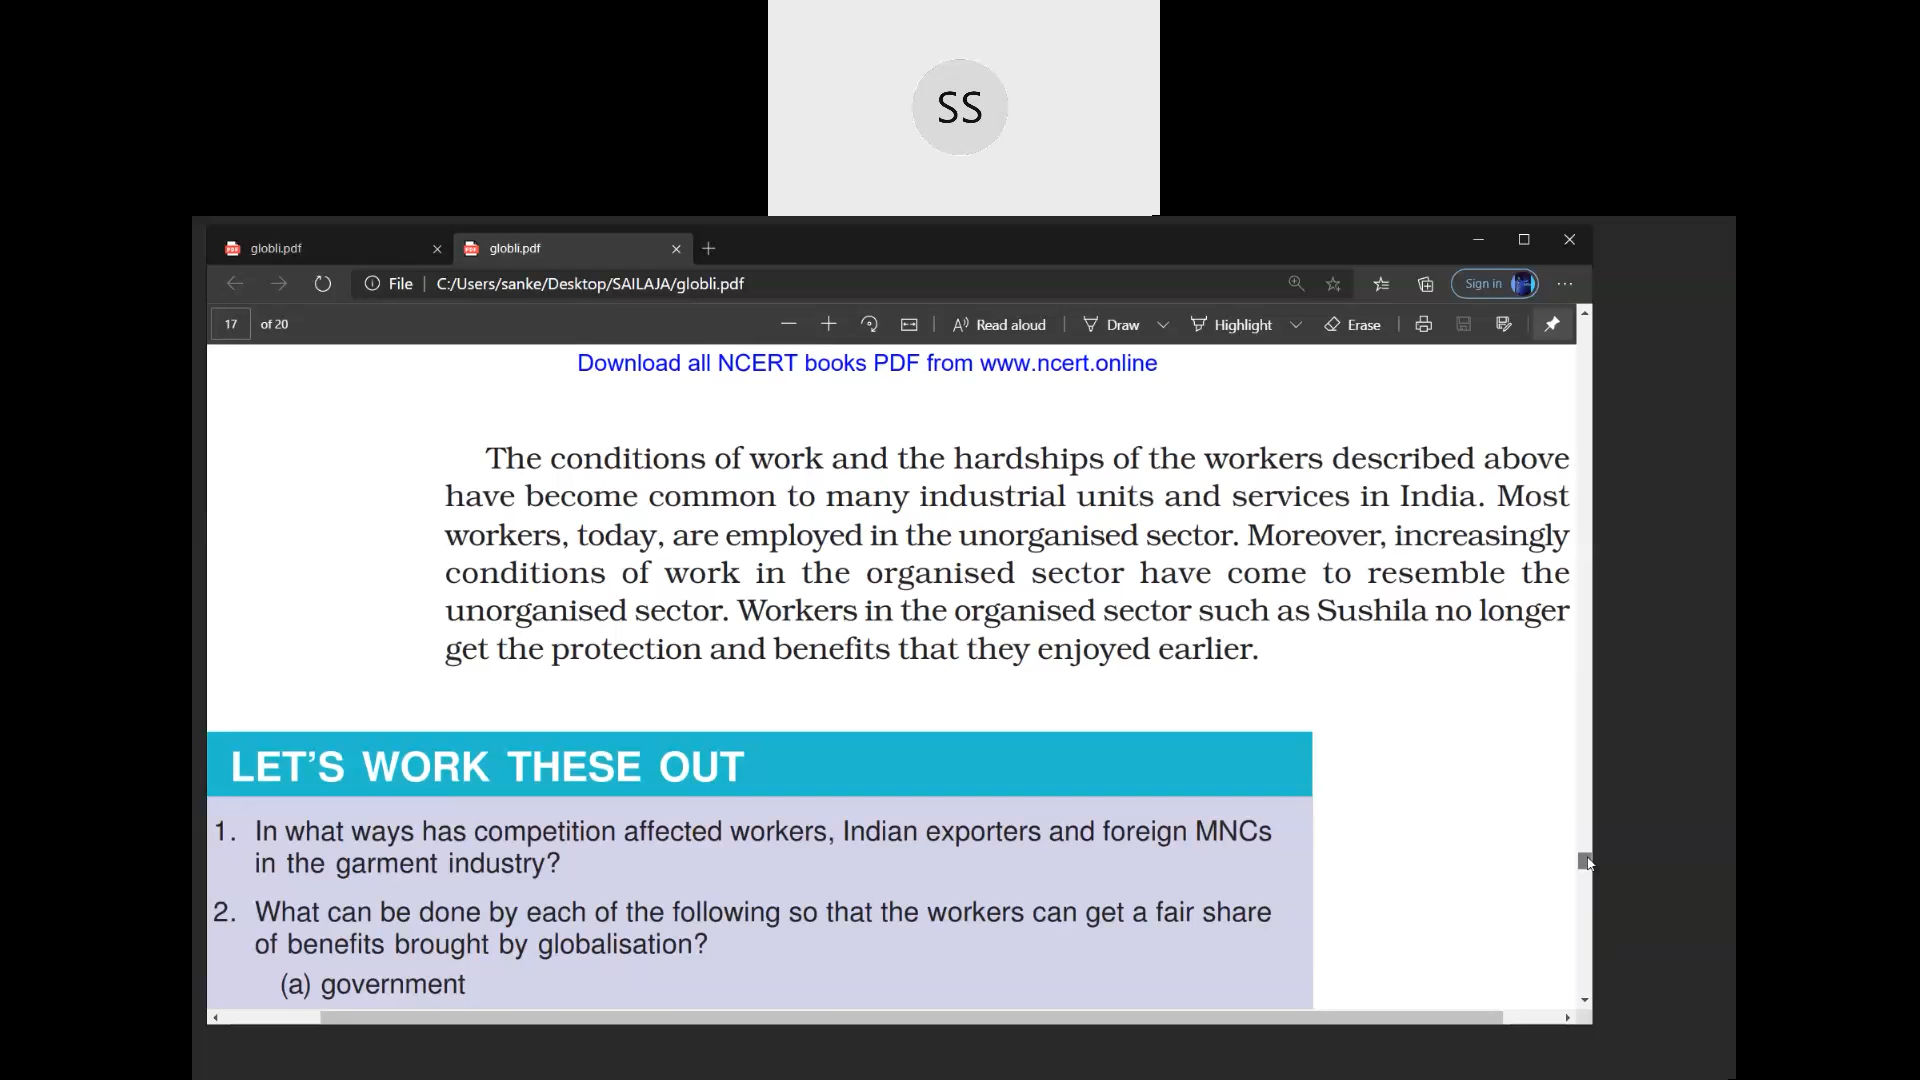 SS
globli.pdf
globli.pdf
File
C:/Users/sanke/Desktop/SAILAJA/globli.pdf
Sign in
17 of 20
Read aloud
Draw
Highlight
Erase
Download all NCERT books PDF from www.ncert.online
The conditions of work and the hardships of the workers described above
have become common to many industrial units and services in India. Most
workers, today, are employed in the unorganised sector. Moreover, increasingly
conditions of work in the organised sector have come to resemble the
unorganised sector. Workers in the organised sector such as Sushila no longer
get the protection and benefits that they enjoyed earlier.
LET'S WORK THESE OUT
1. In what ways has competition affected workers, Indian exporters and foreign MNCs
in the garment industry?
2. What can be done by each of the following so that the workers can get a fair share
of benefits brought by globalisation?
(a) government